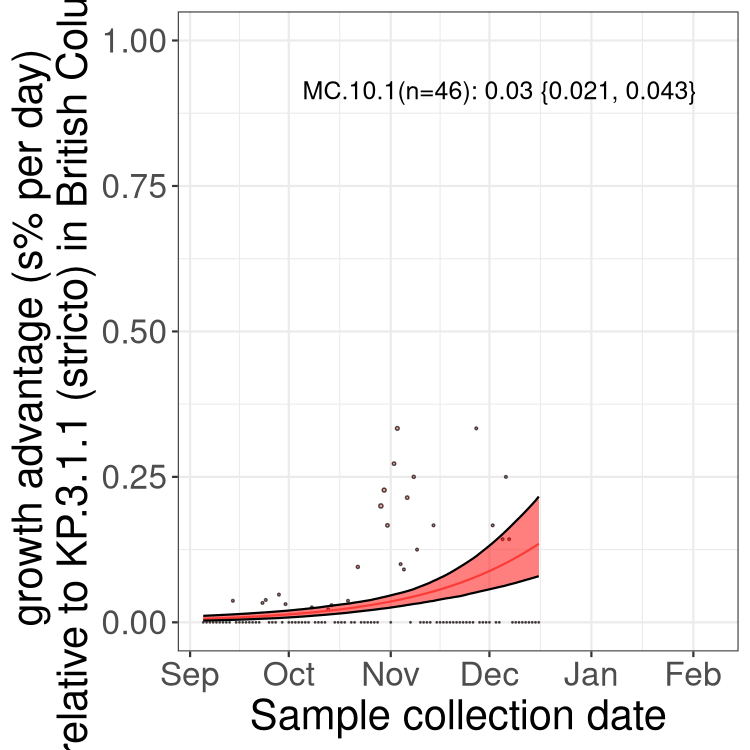 growth advantage (s% per day)
relative to KP.3.1.1 (stricto) in British Colu
1.00
0.75
0.50
0.25
0.00
MC.10.1(n=46): 0.03 {0.021, 0.043}
Sep Oct Nov Dec Jan Feb
Sample collection date